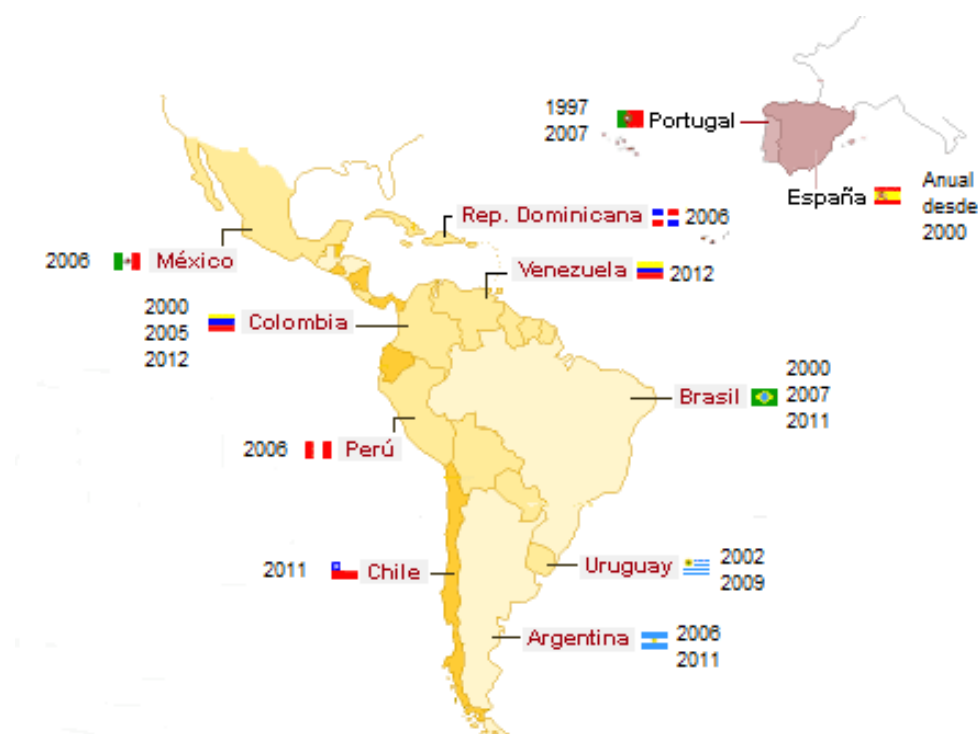 1997
2007
Portugal
España
Anual
desde
2000
Rep. Dominicana
2006
2006
México
Venezuela
2012
2000
2005
2012
Colombia
Brasil
2000
2007
2011
2006
Perú
2011
Chile
Uruguay
2002
2009
Argentina
2006
2011